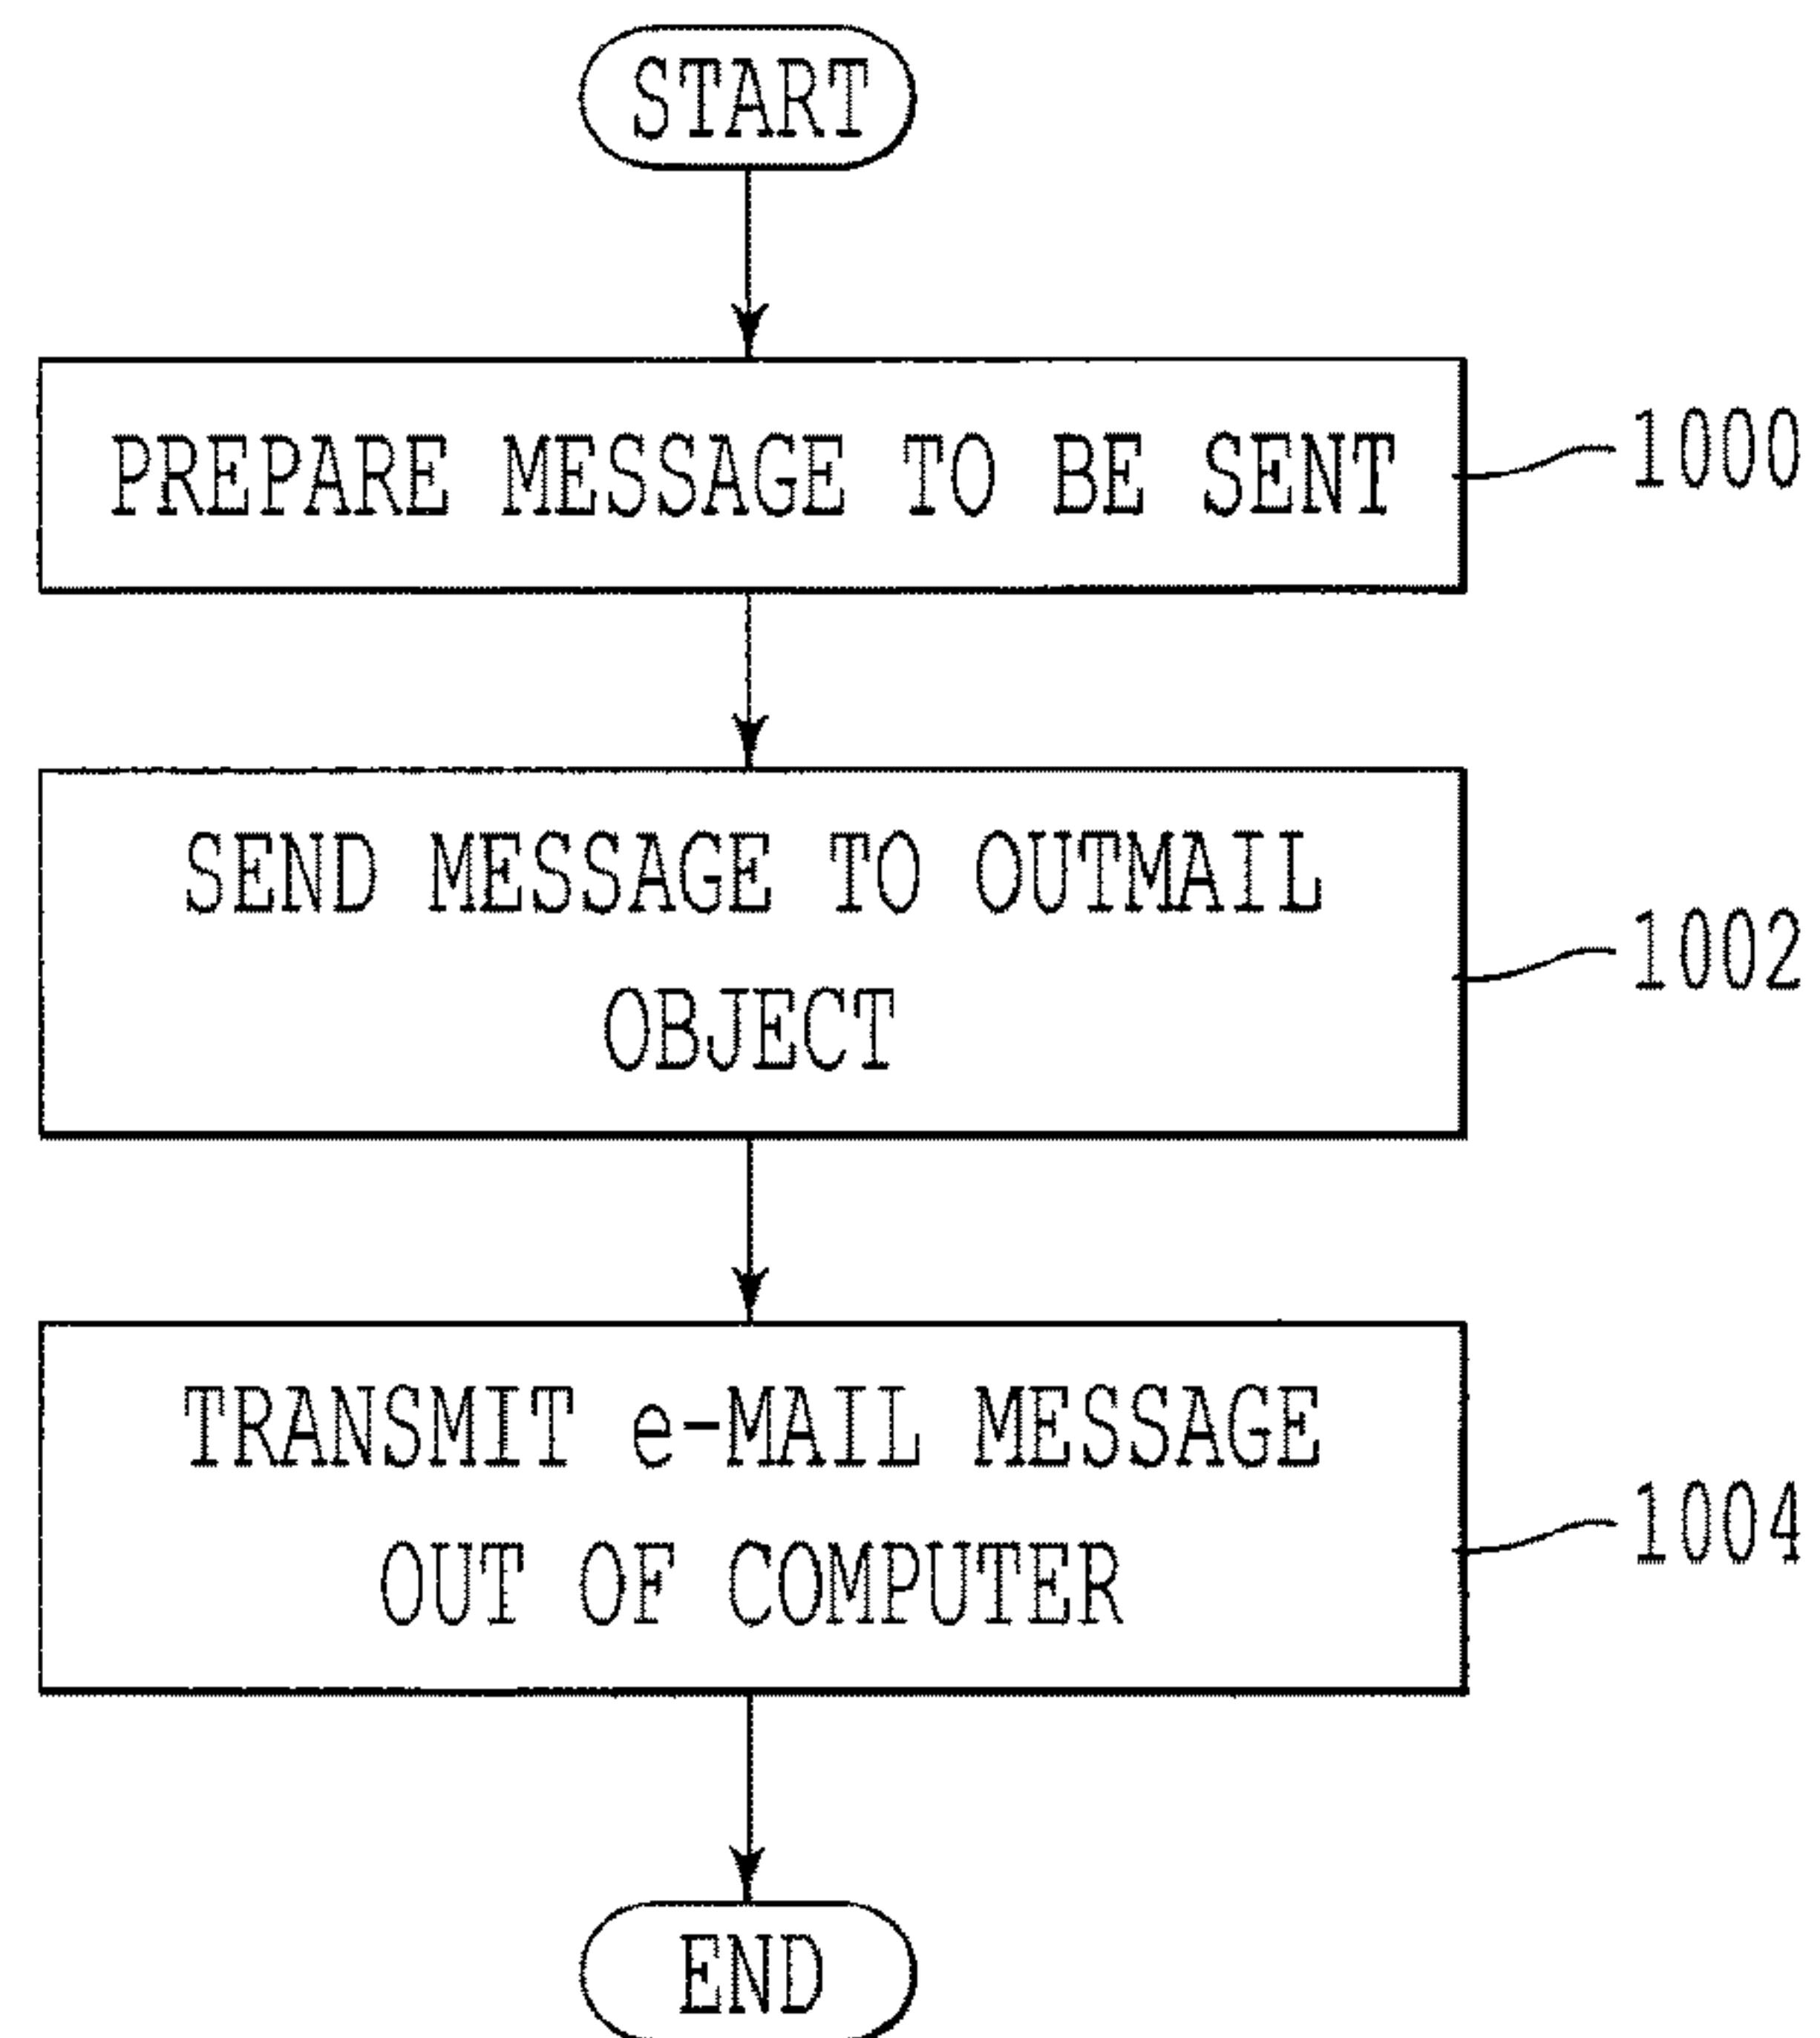 START
PREPARE MESSAGE TO BE SENT
1000
SEND MESSAGE TO OUTMAIL
OBJECT
1002
TRANSMIT e-MAIL MESSAGE
OUT OF COMPUTER
1004
END